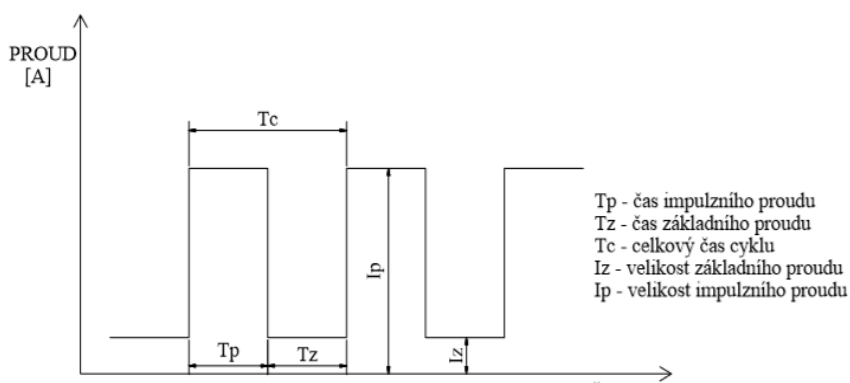 PROUD
[A]
Tc
Ip
Tp
Tz
Iz
Tp - čas impulzního proudu
Tz - čas základního proudu
Tc - celkový čas cyklu
Iz - velikost základního proudu
Ip - velikost impulzního proudu